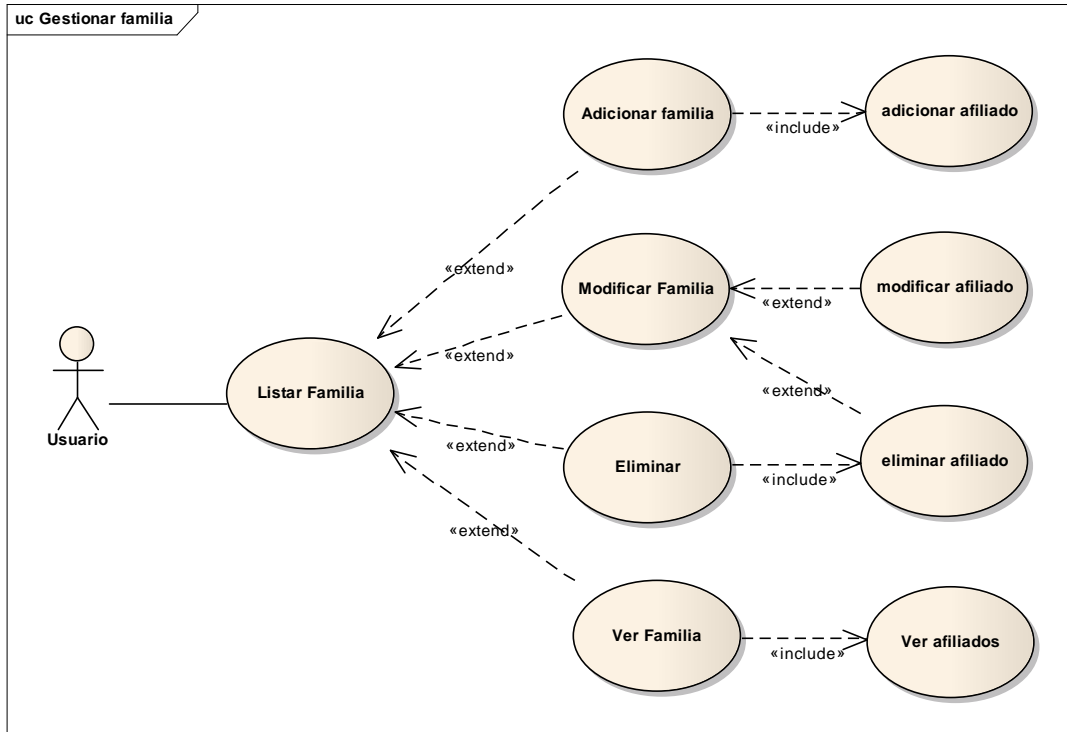 uc Gestionar familia
Adicionar familia
«include»
adicionar afiliado
«extend»
Modificar Familia
«extend»
modificar afiliado
«extend»
«extend»
Usuario
Listar Familia
«extend»
Eliminar
«include»
eliminar afiliado
«extend»
Ver Familia
«include»
Ver afiliados